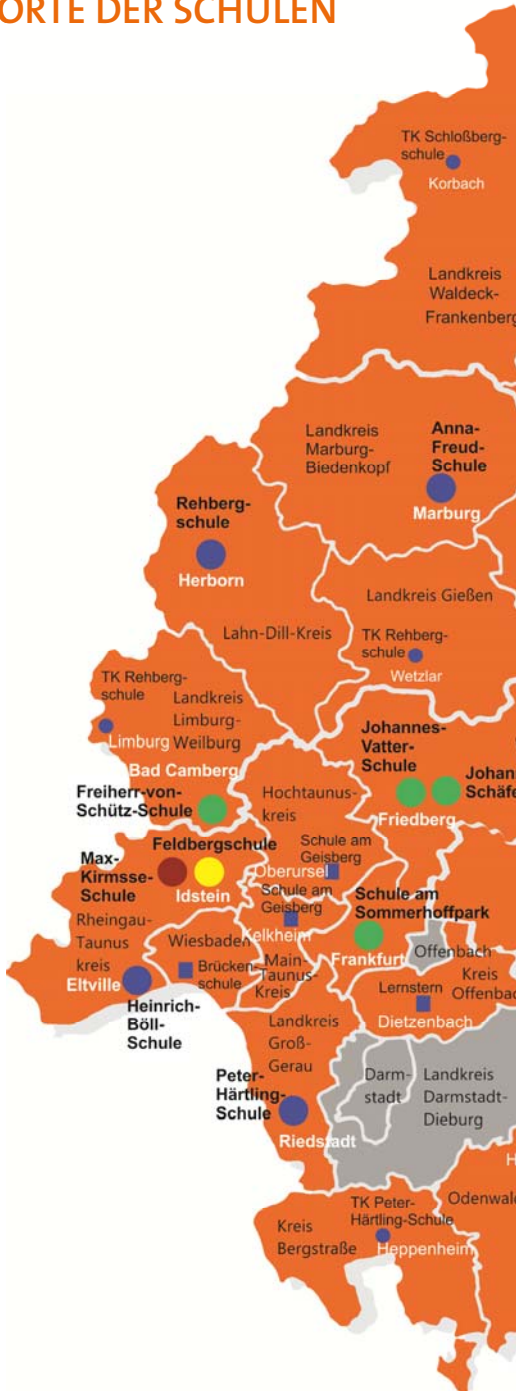 ORTE DER SCHULEN
TK Schloßberg-
schule
Korbach
Landkreis
Waldeck-
Frankenberg
Landkreis
Marburg-
Biedenkopf
Anna-
Freud-
Schule
Marburg
Rehberg-
schule
Herborn
Landkreis Gießen
Lahn-Dill-Kreis
TK Rehberg-
schule
Wetzlar
TK Rehberg-
schule
Landkreis
Limburg-
Weilburg
Limburg
Bad Camberg
Freiherr-von-
Schütz-Schule
Johannes-
Vatter-
Schule
Johan
Schäfe
Friedberg
Hochtaunus-
kreis
Schule am
Geisberg
Oberursel
Feldbergschule
Max-
Kirmsse-
Schule
Idstein
Schule am
Geisberg
Kelkheim
Schule am
Sommerhoffpark
Frankfurt
Rheingau-
Taunus
kreis
Eltville
Wiesbaden
Brücken-
schule
Main-
Taunus-
Kreis
Offenbach
Kreis
Offenbac
Lernstern
Dietzenbach
Heinrich-
Böll-
Schule
Landkreis
Groß-
Gerau
Peter-
Härtling-
Schule
Riedstadt
Darm-
stadt
Landkreis
Darmstadt-
Dieburg
H
TK Peter-
Härtling-Schule
Odenwald
Kreis
Bergstraße
Heppenheim